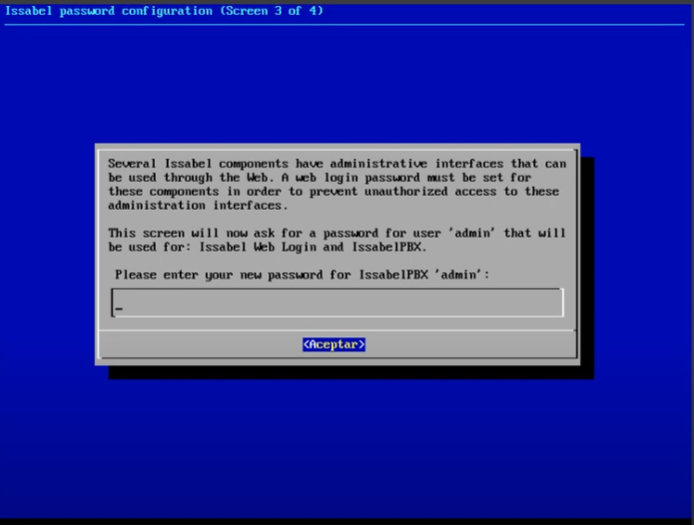 Issabel password configuration (Screen 3 of 4)
Several Issabel components have administrative interfaces that can
be used through the Web. A web login password must be set for
these components in order to prevent unauthorized access to these
administration interfaces.
This screen will now ask for a password for user 'admin' that will
be used for: Issabel Web Login and IssabelPBX.
Please enter your new password for IssabelPBX 'admin':
<Aceptar>